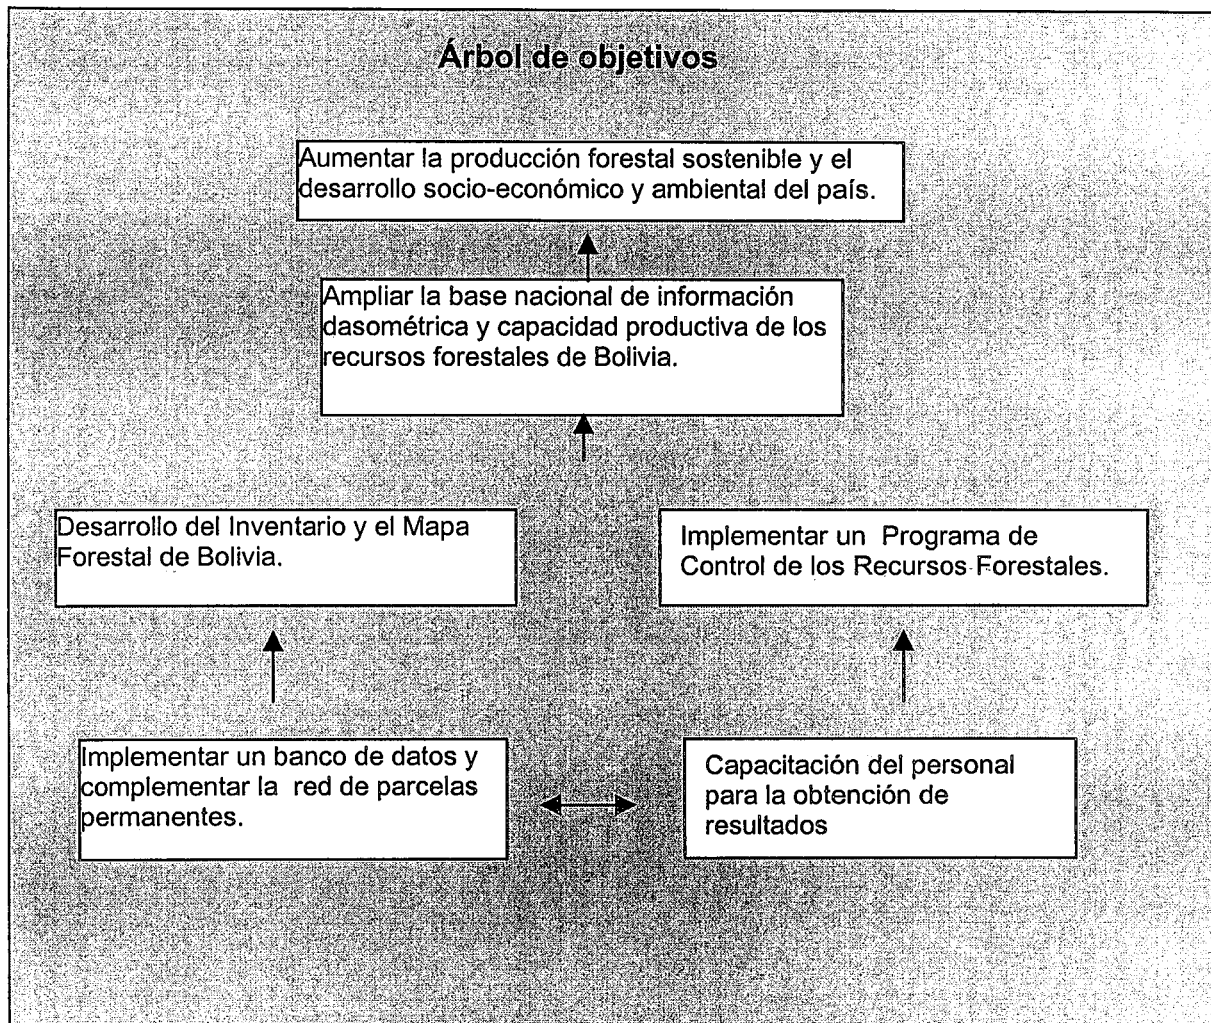 Árbol de objetivos
Aumentar la producción forestal sostenible y el
desarrollo socio-económico y ambiental del país.
Ampliar la base nacional de información
dasométrica y capacidad productiva de los
recursos forestales de Bolivia.
Desarrollo del Inventario y el Mapa
Forestal de Bolivia.
Implementar un Programa de
Control de los Recursos Forestales.
Implementar un banco de datos y
complementar la red de parcelas
permanentes.
Capacitación del personal
para la obtención de
resultados